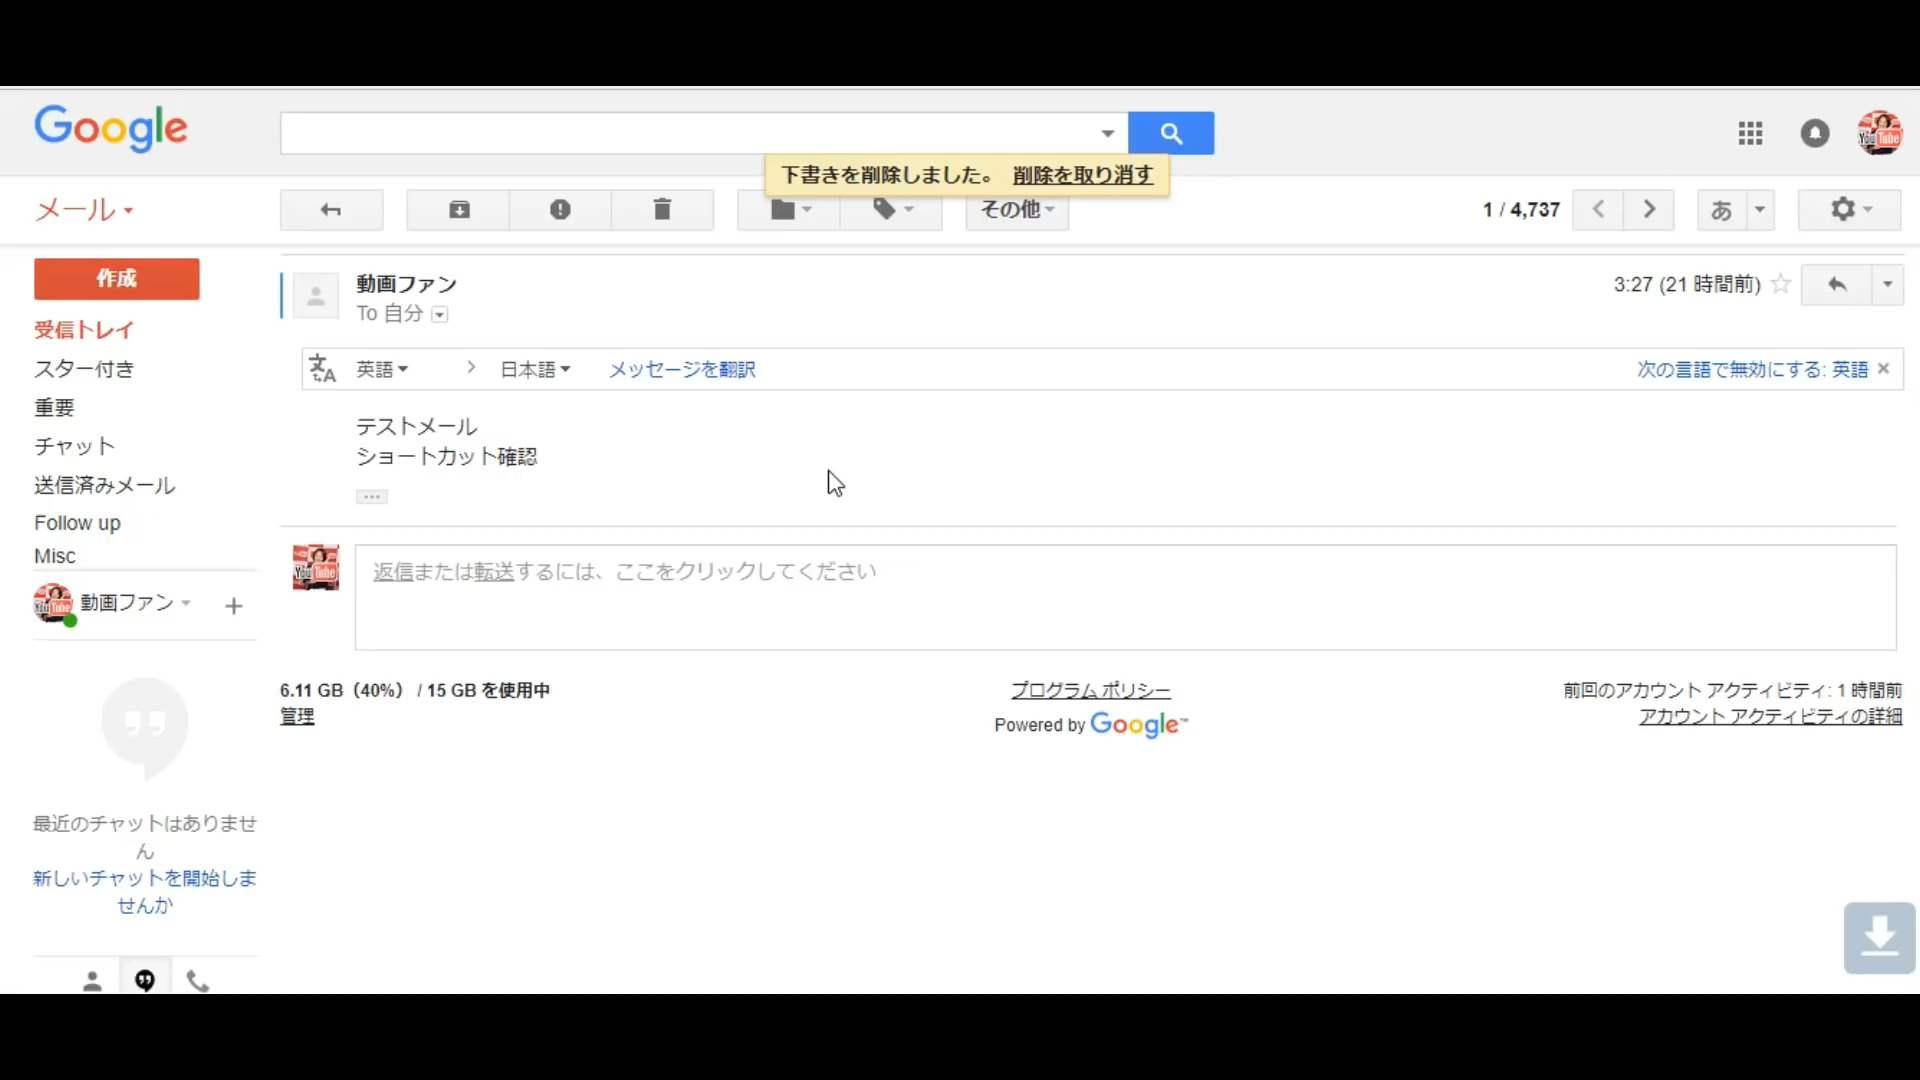 Google
下書きを削除しました。 削除を取り消す
メール
その他
1 / 4,737
あ
作成
受信トレイ
スター付き
重要
チャット
送信済みメール
Follow up
Misc
動画ファン
最近のチャットはありませ
ん
新しいチャットを開始しま
せんか
動画ファン
To 自分
3:27 (21 時間前)
英語 日本語 メッセージを翻訳
次の言語で無効にする: 英語
テストメール
ショートカット確認
You Tube
返信または転送するには、ここをクリックしてください
6.11 GB（40%） / 15 GB を使用中
管理
プログラム ポリシー
Powered by Google™
前回のアカウント アクティビティ: 1 時間前
アカウント アクティビティの詳細